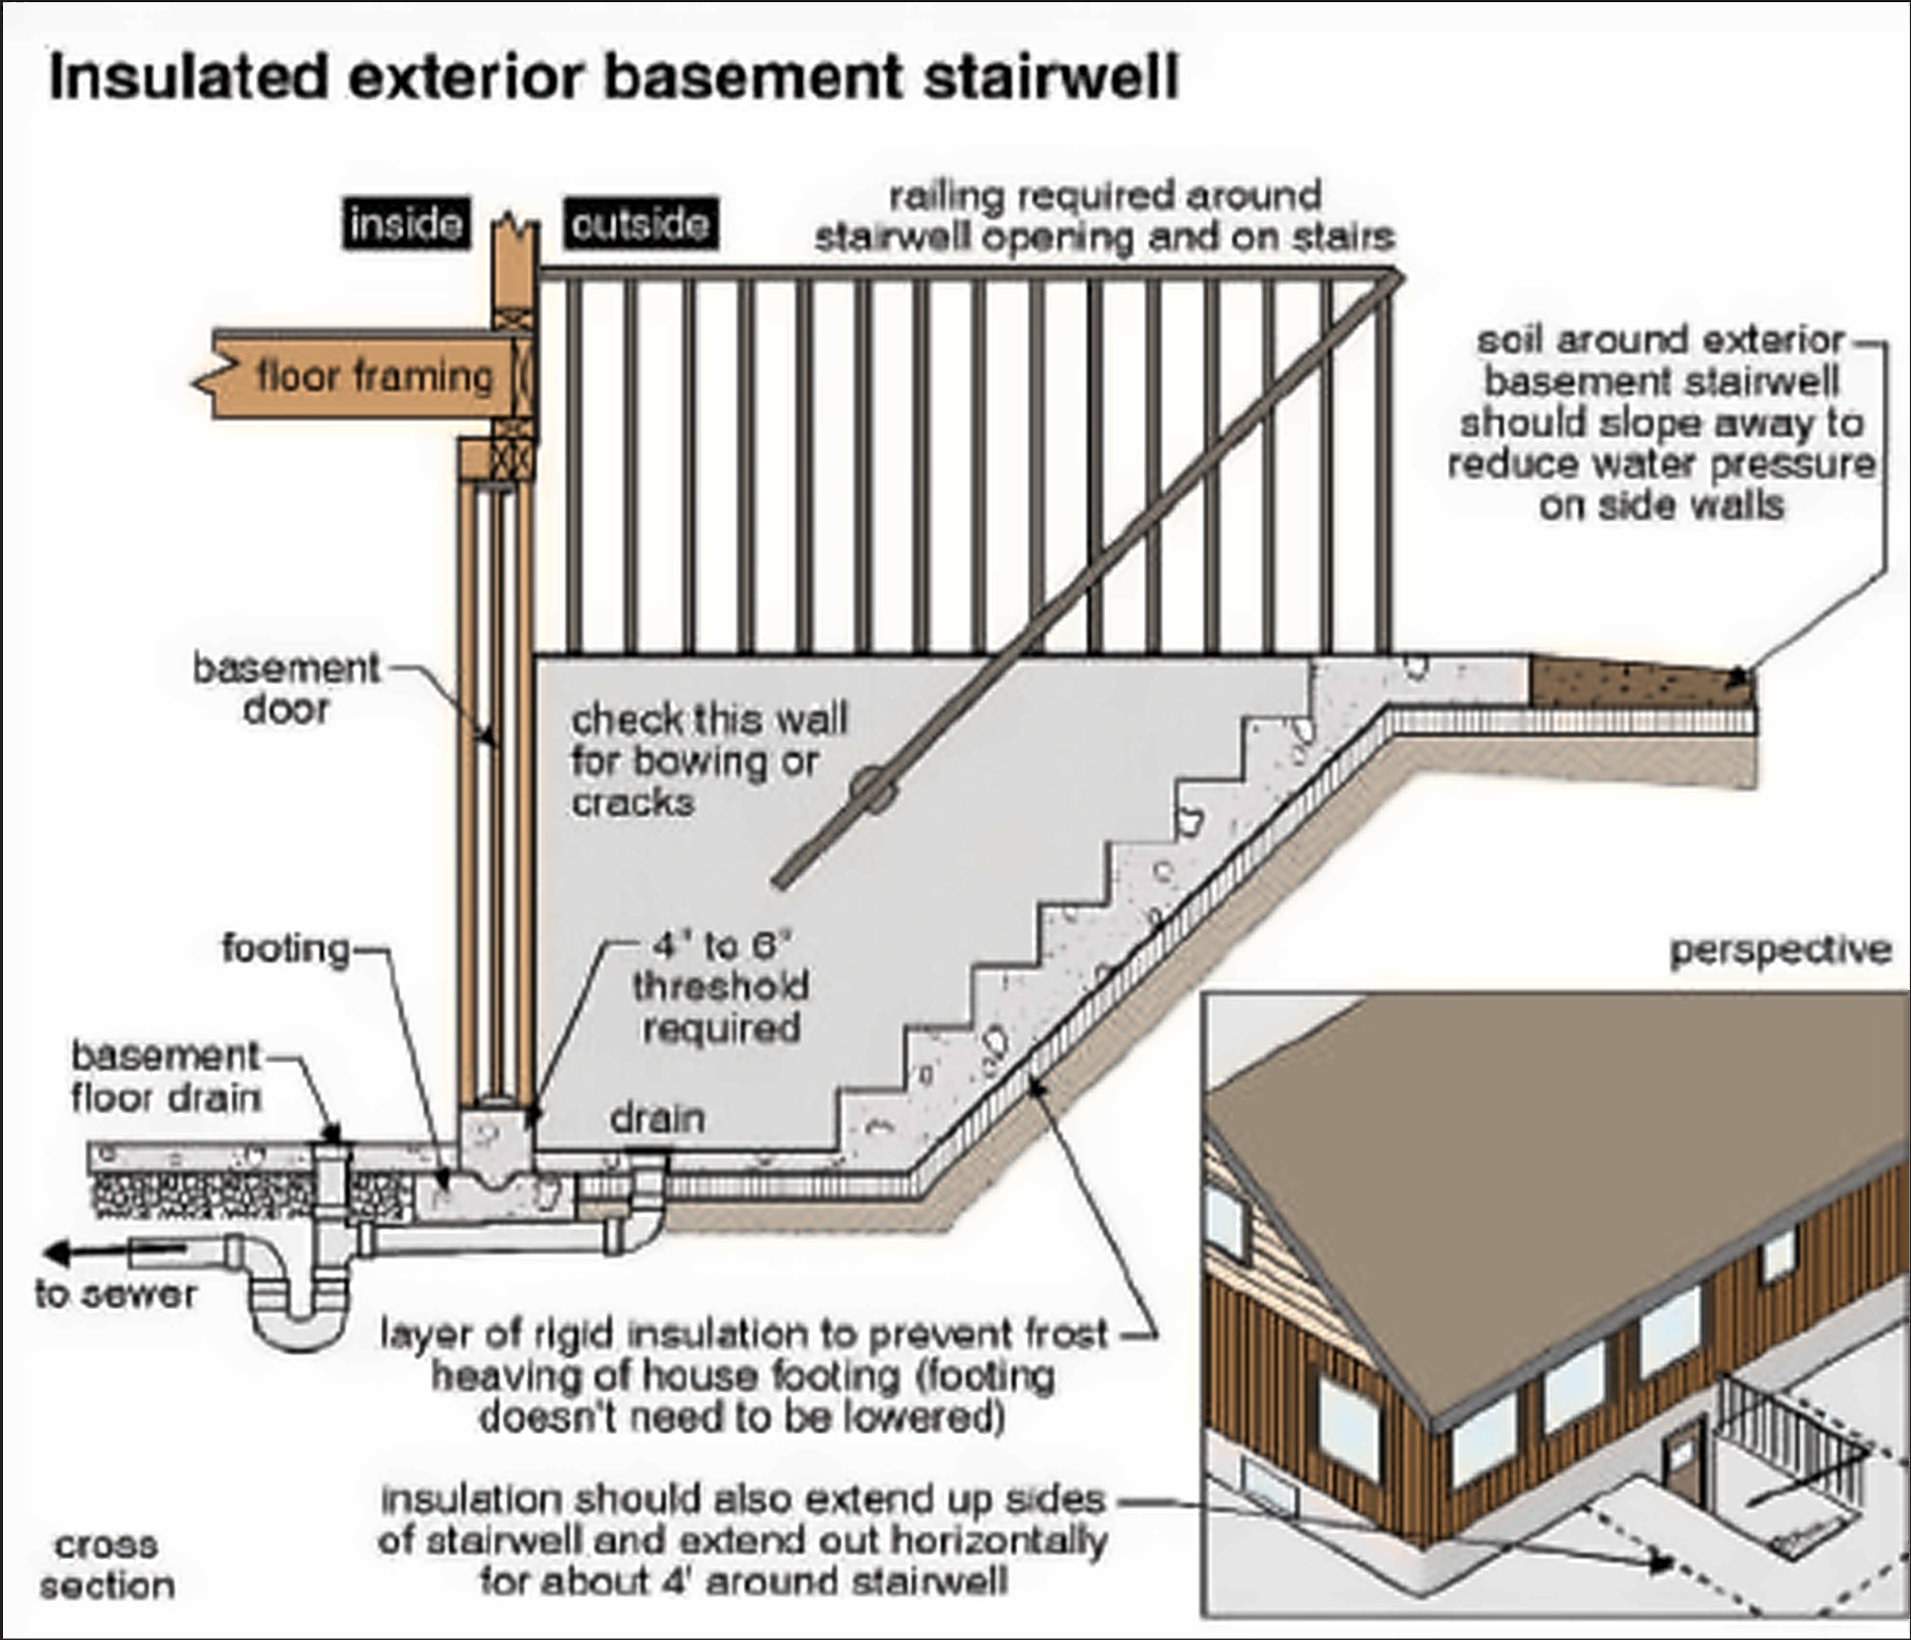 Insulated exterior basement stairwell
inside
outside
railing required around
stairwell opening and on stairs
floor framing
soil around exterior
basement stairwell
should slope away to
reduce water pressure
on side walls
basement
door
check this wall
for bowing or
cracks
footing
4" to 6"
threshold
required
perspective
basement
floor drain
drain
to sewer
layer of rigid insulation to prevent frost
heaving of house footing (footing
doesn't need to be lowered)
insulation should also extend up sides
of stairwell and extend out horizontally
for about 4' around stairwell
cross
section